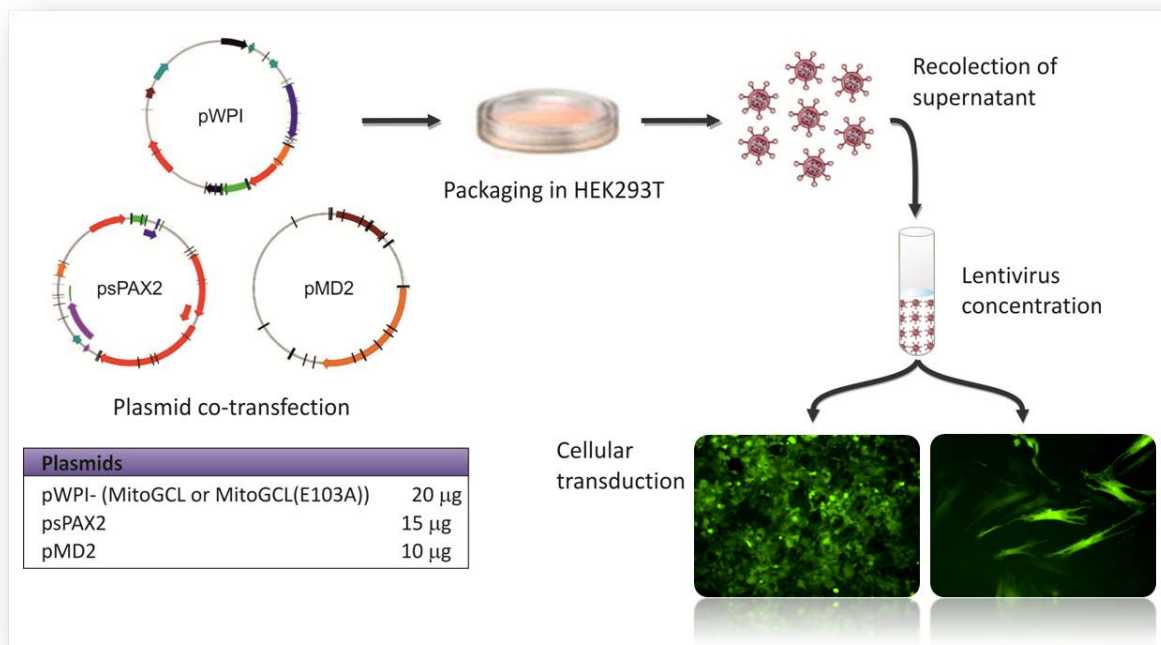 pWPI
psPAX2
pMD2
Plasmid co-transfection
Packaging in HEK293T
Recolection of
supernatant
Lentivirus
concentration
Cellular
transduction
Plasmids
pWPI- (MitoGCL or MitoGCL(E103A)) 20 μg
psPAX2 15 μg
pMD2 10 μg